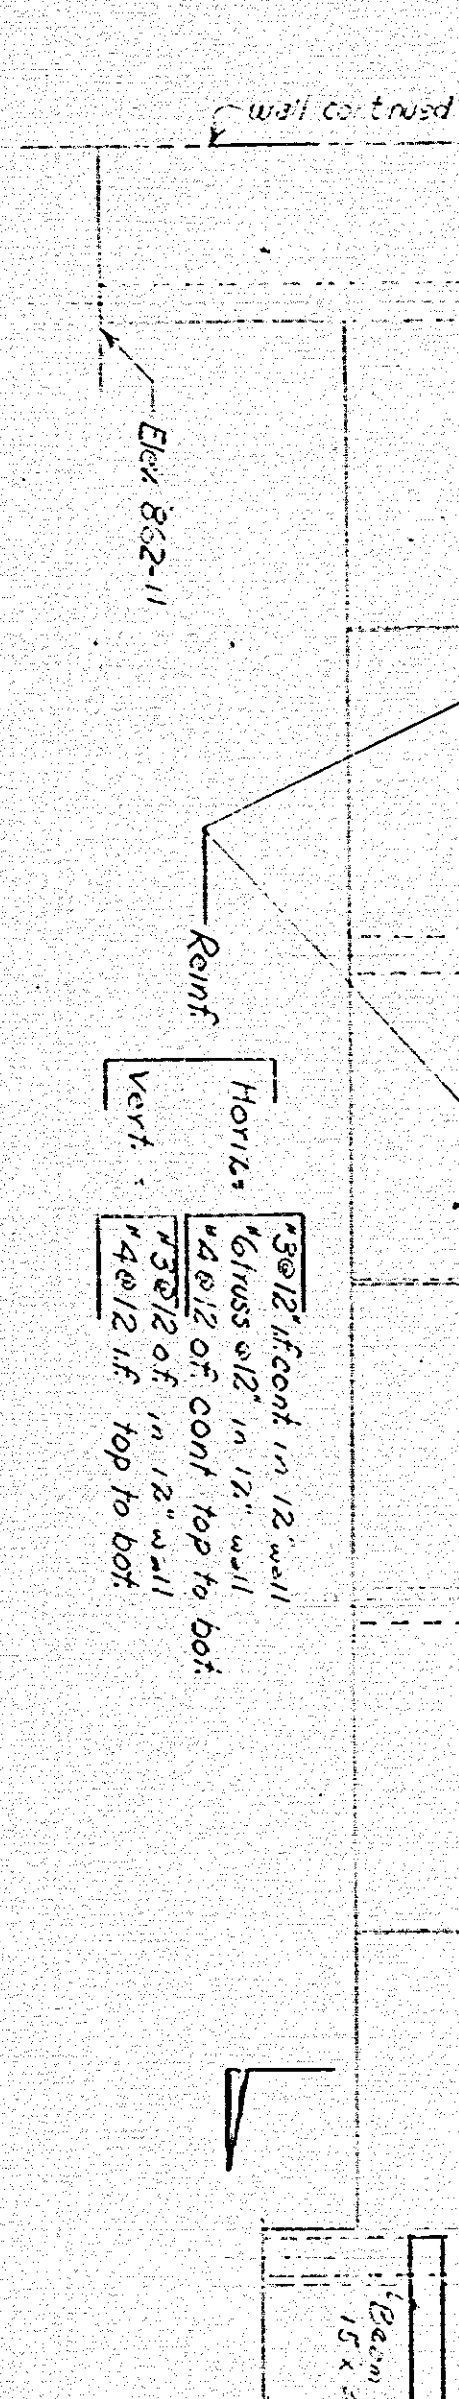 wall continued
Elev. 862-11
Reinf.
Horiz.
"3@12" i.f. cont in 12" wall
"6 truss @12" in 12" wall
"4@12 o.f. cont top to bot.
Vert.
"3@12 o.f. in 12" wall
"4@12 i.f. top to bot.
Beam
15 x